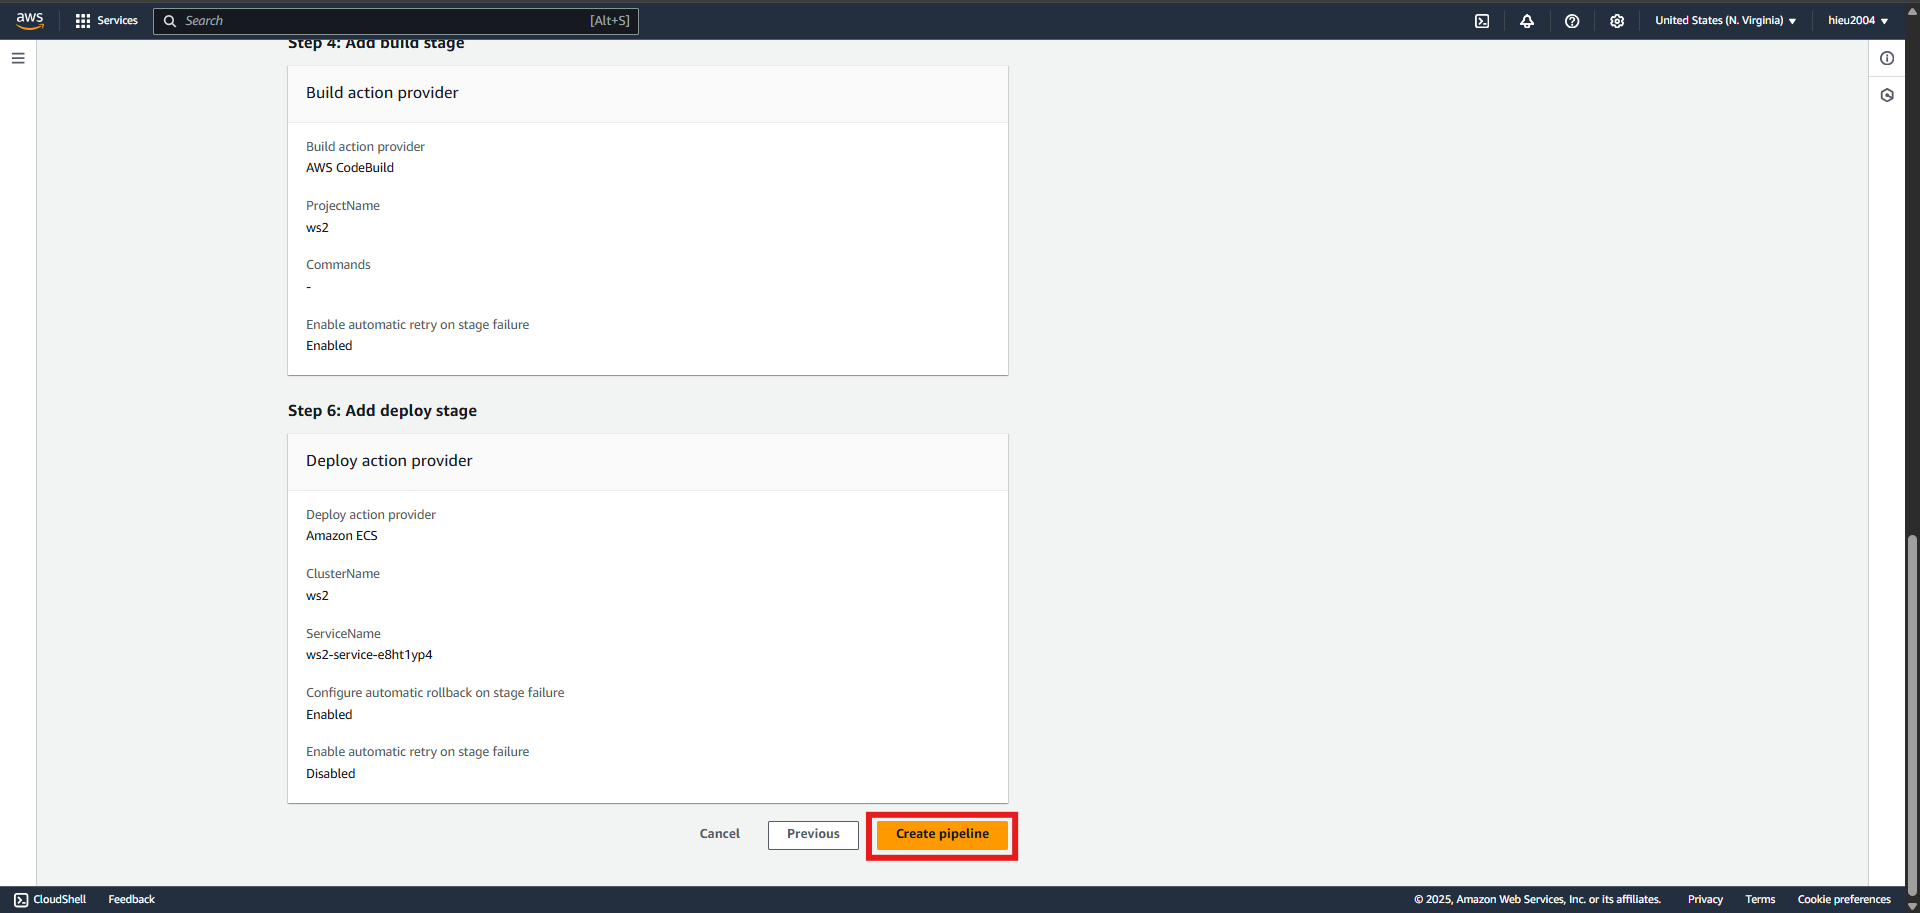 aws
Services
Search
[Alt+S]
United States (N. Virginia)
hieu2004
Step 4: Add build stage
Build action provider
Build action provider
AWS CodeBuild
ProjectName
ws2
Commands
-
Enable automatic retry on stage failure
Enabled
Step 6: Add deploy stage
Deploy action provider
Deploy action provider
Amazon ECS
ClusterName
ws2
ServiceName
ws2-service-e8ht1yp4
Configure automatic rollback on stage failure
Enabled
Enable automatic retry on stage failure
Disabled
Cancel
Previous
Create pipeline
CloudShell
Feedback
© 2025, Amazon Web Services, Inc. or its affiliates.
Privacy
Terms
Cookie preferences